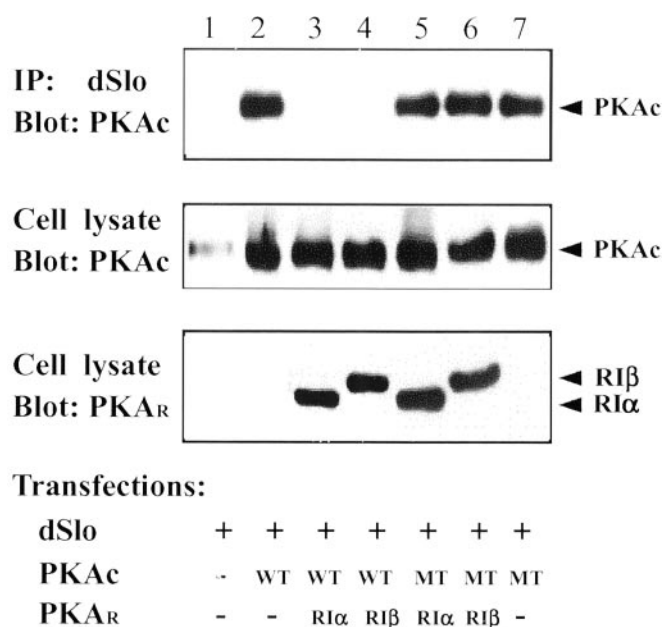 1 2 3 4 5 6 7
IP: dSlo
Blot: PKAc
PKAc
Cell lysate
Blot: PKAc
PKAc
Cell lysate
Blot: PKAR
RIβ
RIα
Transfections:
dSlo + + + + + + +
PKAc - WT WT WT MT MT MT
PKAR - - RIα RIβ RIα RIβ -